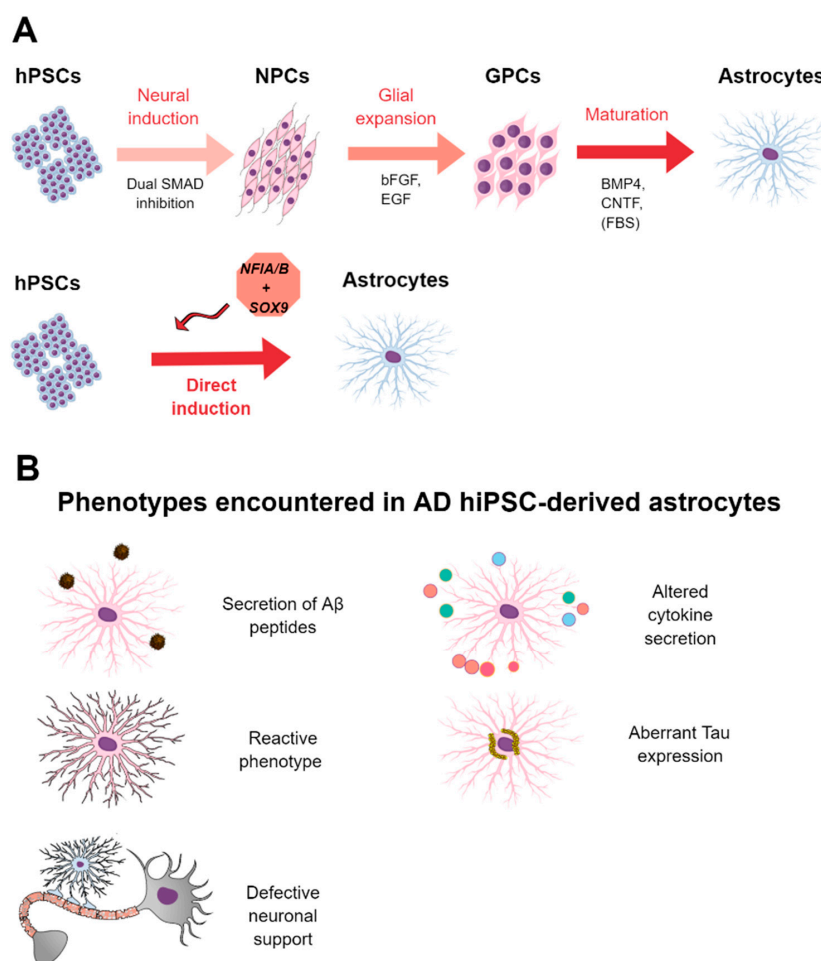 A
hPSCs
NPCs
GPCs
Astrocytes
Neural
induction
Dual SMAD
inhibition
Glial
expansion
bFGF,
EGF
Maturation
BMP4,
CNTF,
(FBS)
hPSCs
NFIA/B
+
SOX9
Astrocytes
Direct
induction
B
Phenotypes encountered in AD hiPSC-derived astrocytes
Secretion of Aβ
peptides
Altered
cytokine
secretion
Reactive
phenotype
Aberrant Tau
expression
Defective
neuronal
support